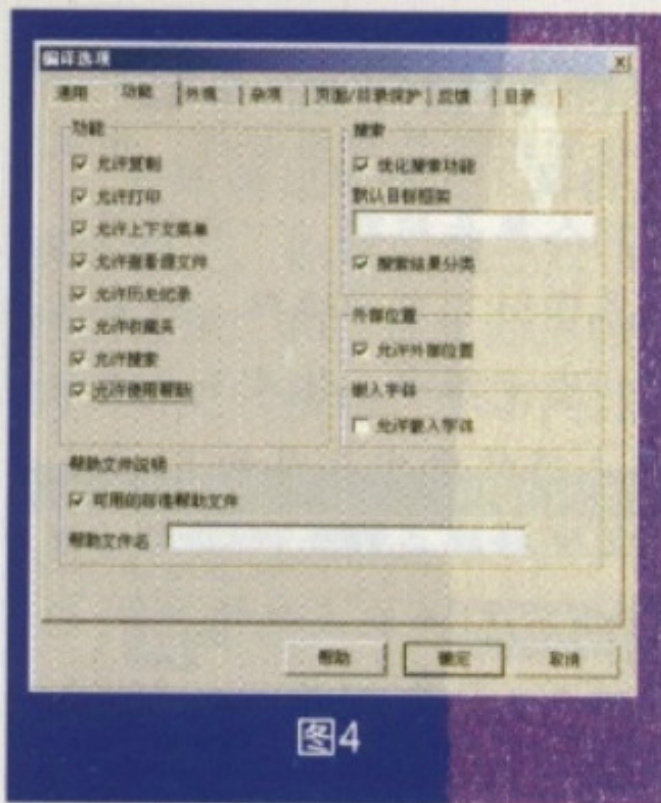 编译选项
通用 功能 外观 杂项 页面/目录保护 反馈 目录
功能
允许复制
允许打印
允许上下文菜单
允许查看源文件
允许历史纪录
允许收藏夹
允许搜索
允许使用帮助
搜索
优化搜索功能
默认目标框架
搜索结果分类
外部位置
允许外部位置
嵌入字体
允许嵌入字体
帮助文件说明
可用的标准帮助文件
帮助文件名
帮助 确定 取消
图4